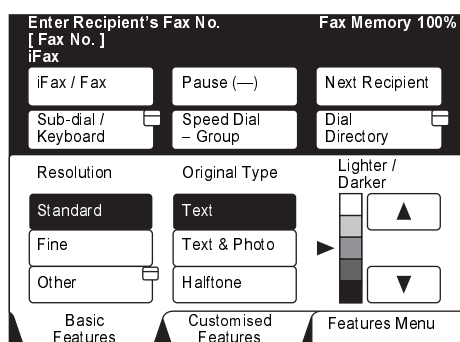 Enter Recipient's Fax No. Fax Memory 100%
[ Fax No. ]
iFax
iFax / Fax Pause (—) Next Recipient
Sub-dial / Keyboard
Speed Dial – Group
Dial Directory
Resolution Original Type Lighter / Darker
Standard Text
Fine Text & Photo
Other Halftone
Basic Features
Customised Features
Features Menu